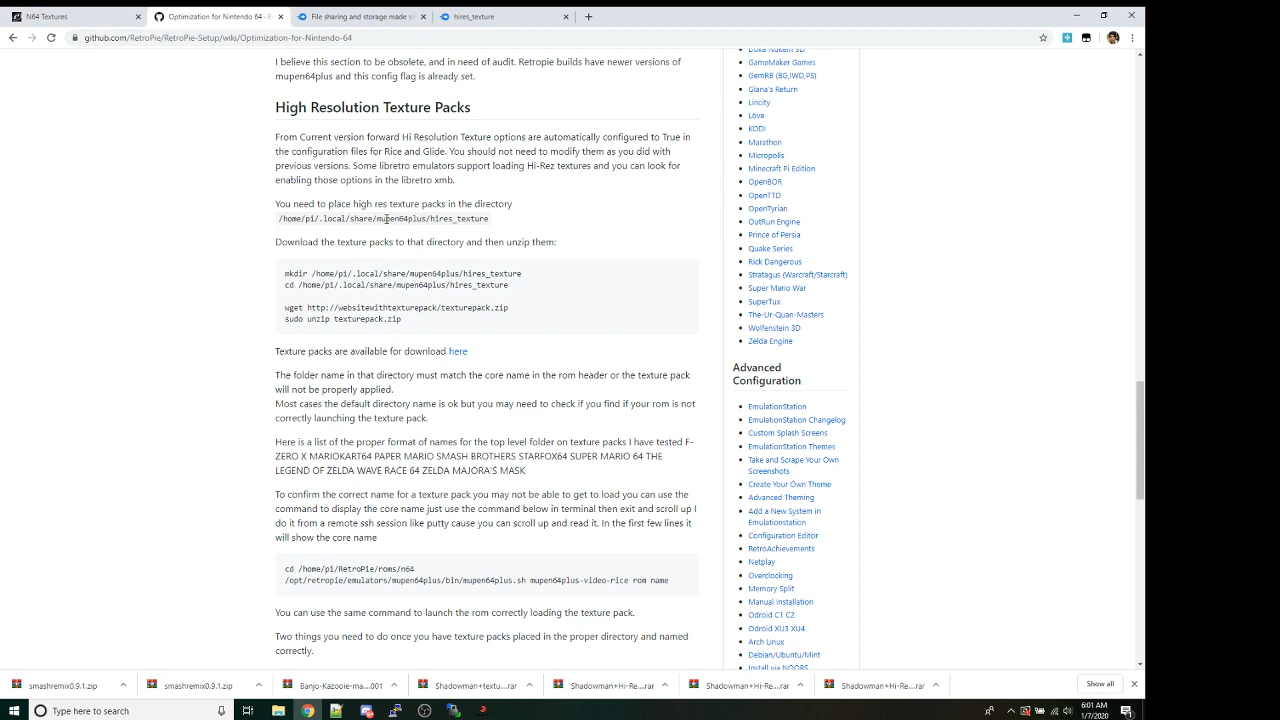 N64 Textures
Optimization for Nintendo 64 · R
File sharing and storage made si
hires_texture
github.com/RetroPie/RetroPie-Setup/wiki/Optimization-for-Nintendo-64
I believe this section to be obsolete, and in need of audit. Retropie builds have newer versions of
mupen64plus and this config flag is already set.
High Resolution Texture Packs
From Current version forward Hi Resolution Texture options are automatically configured to True in
the configuration files for Rice and Glide. You should not need to modify them as you did with
previous versions. Some libretro emulators support loading Hi-Rez textures and you can look for
enabling those options in the libretro xmb.
You need to place high res texture packs in the directory
/home/pi/.local/share/mupen64plus/hires_texture
Download the texture packs to that directory and then unzip them:
mkdir /home/pi/.local/share/mupen64plus/hires_texture
cd /home/pi/.local/share/mupen64plus/hires_texture
wget http://websitewithtexturepack/texturepack.zip
sudo unzip texturepack.zip
Texture packs are available for download here
The folder name in that directory must match the core name in the rom header or the texture pack
will not be properly applied.
Most cases the default directory name is ok but you may need to check if you find if your rom is not
correctly launching the texture pack.
Here is a list of the proper format of names for the top level folder on texture packs I have tested F-
ZERO X MARIOKART64 PAPER MARIO SMASH BROTHERS STARFOX64 SUPER MARIO 64 THE
LEGEND OF ZELDA WAVE RACE 64 ZELDA MAJORA'S MASK
To confirm the correct name for a texture pack you may not be able to get to load you can use the
command to display the core name just use the command below in terminal then exit and scroll up I
do it from a remote ssh session like putty cause you can scroll up and read it. In the first few lines it
will show the core name
cd /home/pi/RetroPie/roms/n64
/opt/retropie/emulators/mupen64plus/bin/mupen64plus.sh mupen64plus-video-rice rom name
You can use the same command to launch the rom correctly loading the texture pack.
Two things you need to do once you have texture packs placed in the proper directory and named
correctly.
Duke Nukem 3D
GameMaker Games
GemRB (BG,IWD,PS)
Giana's Return
Lincity
Love
KODI
Marathon
Micropolis
Minecraft Pi Edition
OpenBOR
OpenTTD
OpenTyrian
OutRun Engine
Prince of Persia
Quake Series
Rick Dangerous
Stratagus (Warcraft/Starcraft)
Super Mario War
SuperTux
The-Ur-Quan-Masters
Wolfenstein 3D
Zelda Engine
Advanced
Configuration
EmulationStation
EmulationStation Changelog
Custom Splash Screens
EmulationStation Themes
Take and Scrape Your Own
Screenshots
Create Your Own Theme
Advanced Theming
Add a New System in
Emulationstation
Configuration Editor
RetroAchievements
Netplay
Overclocking
Memory Split
Manual Installation
Odroid C1 C2
Odroid XU3 XU4
Arch Linux
Debian/Ubuntu/Mint
Install via NOOBS
smashremix0.9.1.zip
smashremix0.9.1.zip
Banjo-Kazooie-ma....001
Shadowman+textu....rar
Shadowman+Hi-Re....rar
Shadowman+Hi-Re....rar
Shadowman+Hi-Re....rar
Show all
Type here to search
6:01 AM
1/7/2020